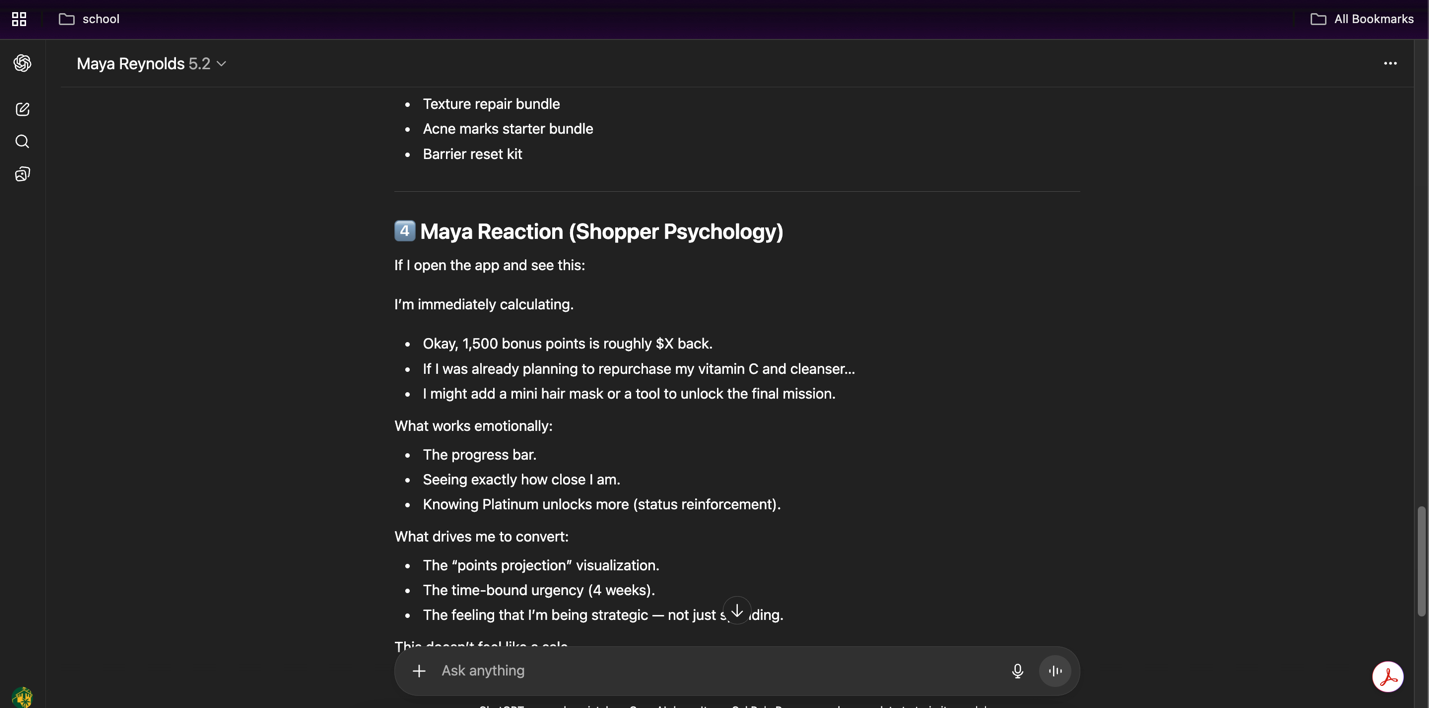 school
All Bookmarks
Maya Reynolds 5.2
Texture repair bundle
Acne marks starter bundle
Barrier reset kit
4 Maya Reaction (Shopper Psychology)
If I open the app and see this:
I’m immediately calculating.
Okay, 1,500 bonus points is roughly $X back.
If I was already planning to repurchase my vitamin C and cleanser...
I might add a mini hair mask or a tool to unlock the final mission.
What works emotionally:
The progress bar.
Seeing exactly how close I am.
Knowing Platinum unlocks more (status reinforcement).
What drives me to convert:
The “points projection” visualization.
The time-bound urgency (4 weeks).
The feeling that I’m being strategic — not just
This doesn’t feel like a sale
Ask anything